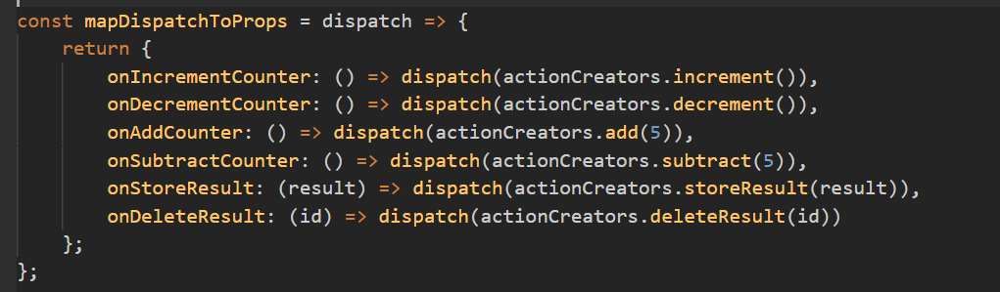 const mapDispatchToProps = dispatch => {
    return {
        onIncrementCounter: () => dispatch(actionCreators.increment()),
        onDecrementCounter: () => dispatch(actionCreators.decrement()),
        onAddCounter: () => dispatch(actionCreators.add(5)),
        onSubtractCounter: () => dispatch(actionCreators.subtract(5)),
        onStoreResult: (result) => dispatch(actionCreators.storeResult(result)),
        onDeleteResult: (id) => dispatch(actionCreators.deleteResult(id))
    };
};